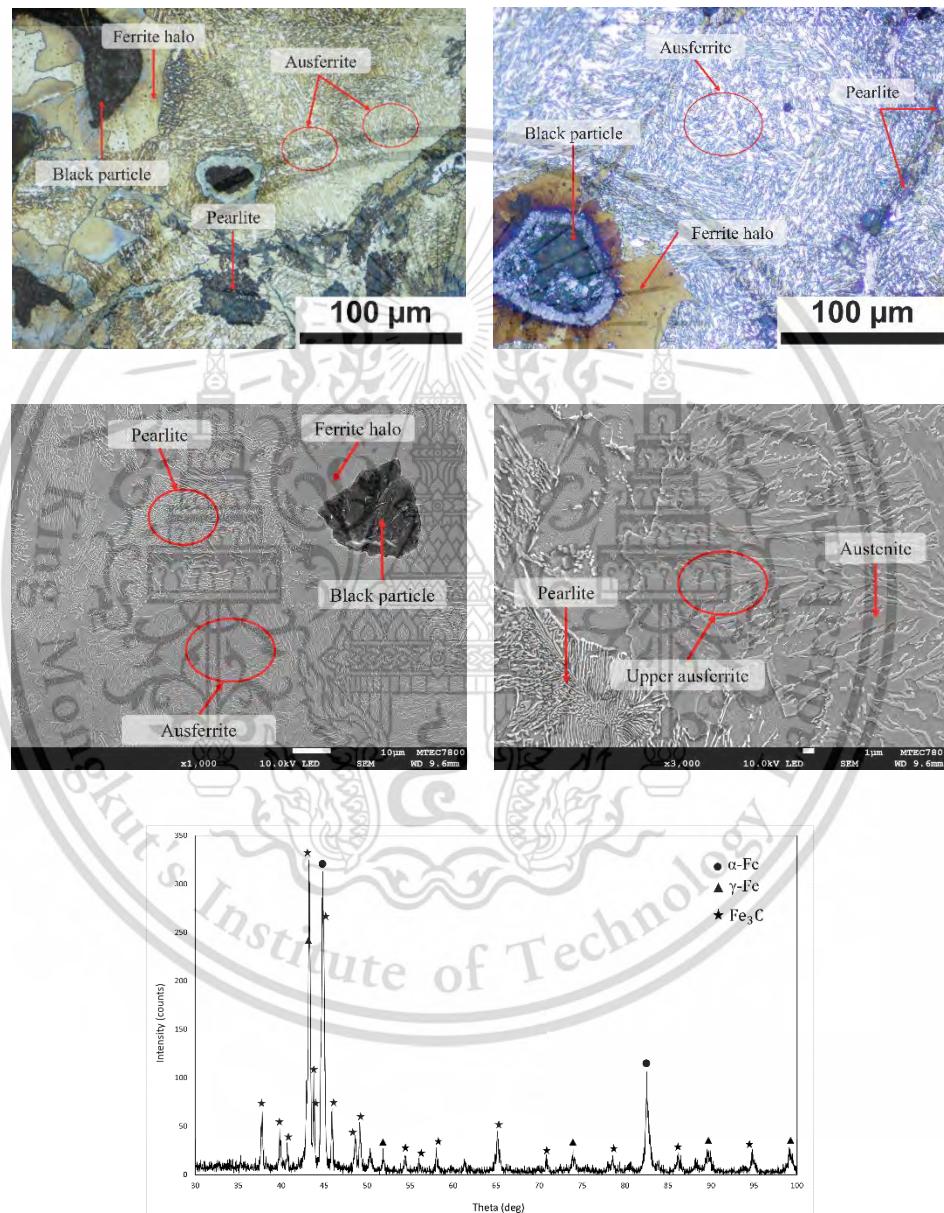 Ferrite halo
Ausferrite
Black particle
Pearlite
100 µm
Ausferrite
Pearlite
Black particle
Ferrite halo
100 µm
Pearlite
Ferrite halo
Black particle
Ausferrite
10µm MTEC7800
x1,000 10.0kV LED SEM WD 9.6mm
Austenite
Pearlite
Upper ausferrite
1µm MTEC780
x3,000 10.0kV LED SEM WD 9.6m
King Mongkut's Institute of Technology
350
300
250
200
150
100
50
0
Intensity (counts)
α-Fe
γ-Fe
Fe₃C
30 35 40 45 50 55 60 65 70 75 80 85 90 95 100
Theta (deg)